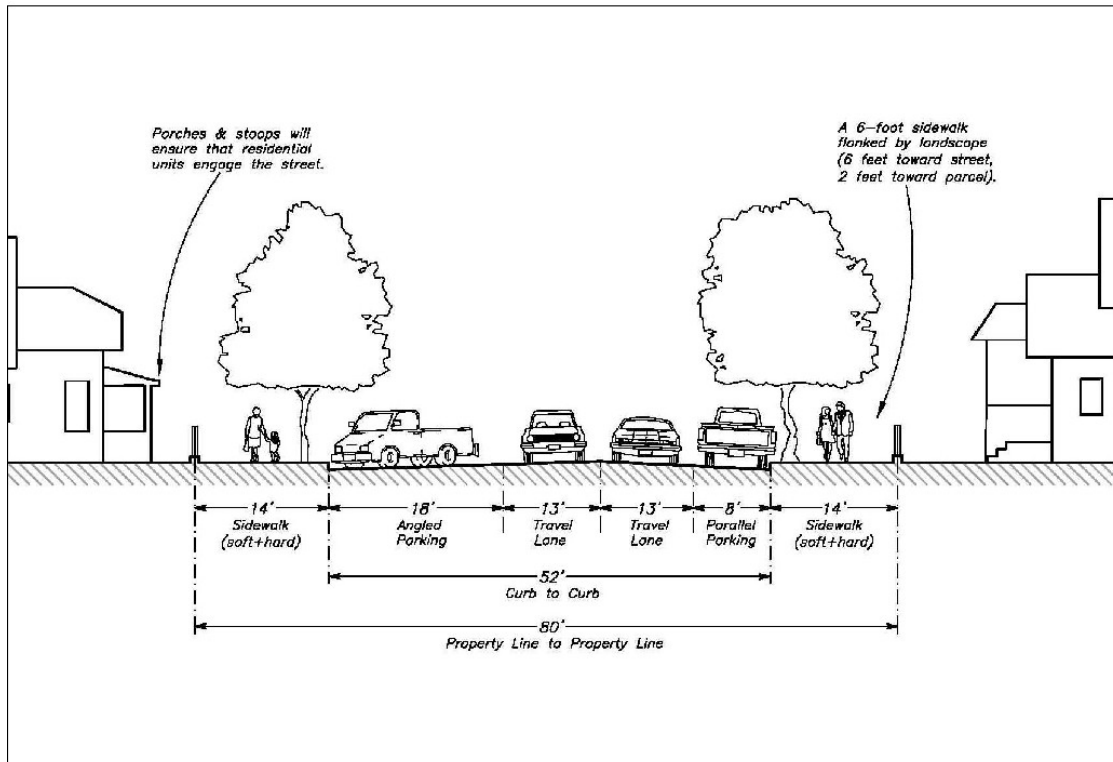 Porches & stoops will
ensure that residential
units engage the street.
A 6-foot sidewalk
flanked by landscape
(6 feet toward street,
2 feet toward parcel).
14' 18' 13' 13' 8' 14'
Sidewalk Angled Travel Travel Parallel Sidewalk
(soft+hard) Parking Lane Lane Parking (soft+hard)
52'
Curb to Curb
80'
Property Line to Property Line